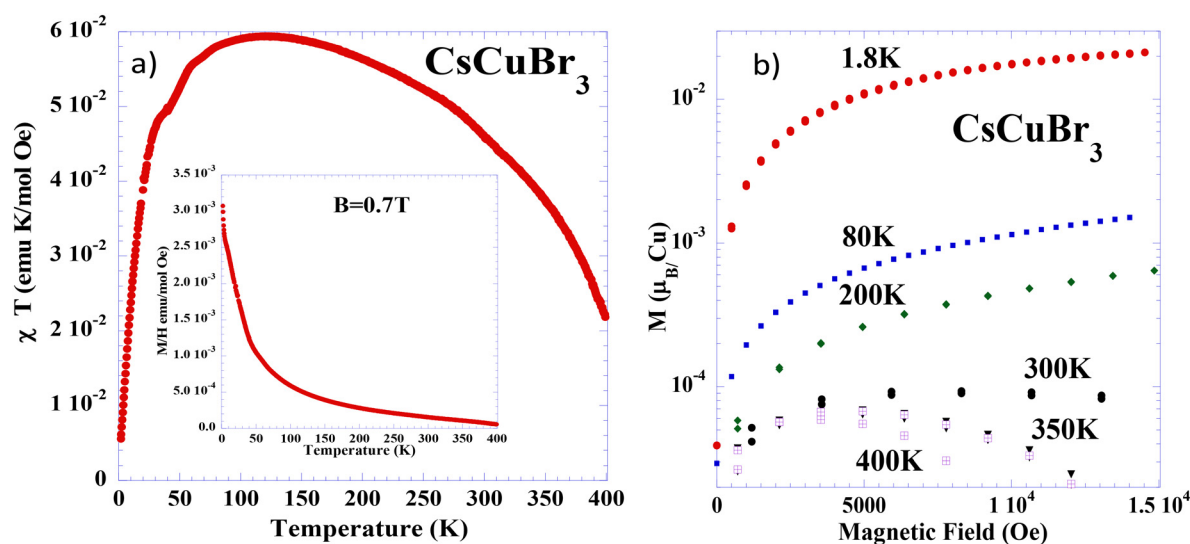 a)
CsCuBr3
χ T (emu K/mol Oe)
6 10-2
5 10-2
4 10-2
3 10-2
2 10-2
1 10-2
0
0 50 100 150 200 250 300 350 400
Temperature (K)
B=0.7T
M/H emu/mol Oe)
3.5 10-3
3.0 10-3
2.5 10-3
2.0 10-3
1.5 10-3
1.0 10-3
5.0 10-4
0.0
0 50 100 150 200 250 300 350 400
Temperature (K)
b)
1.8K
CsCuBr3
80K
200K
300K
350K
400K
M (μB/Cu)
10-2
10-3
10-4
0 5000 1 104 1.5 104
Magnetic Field (Oe)